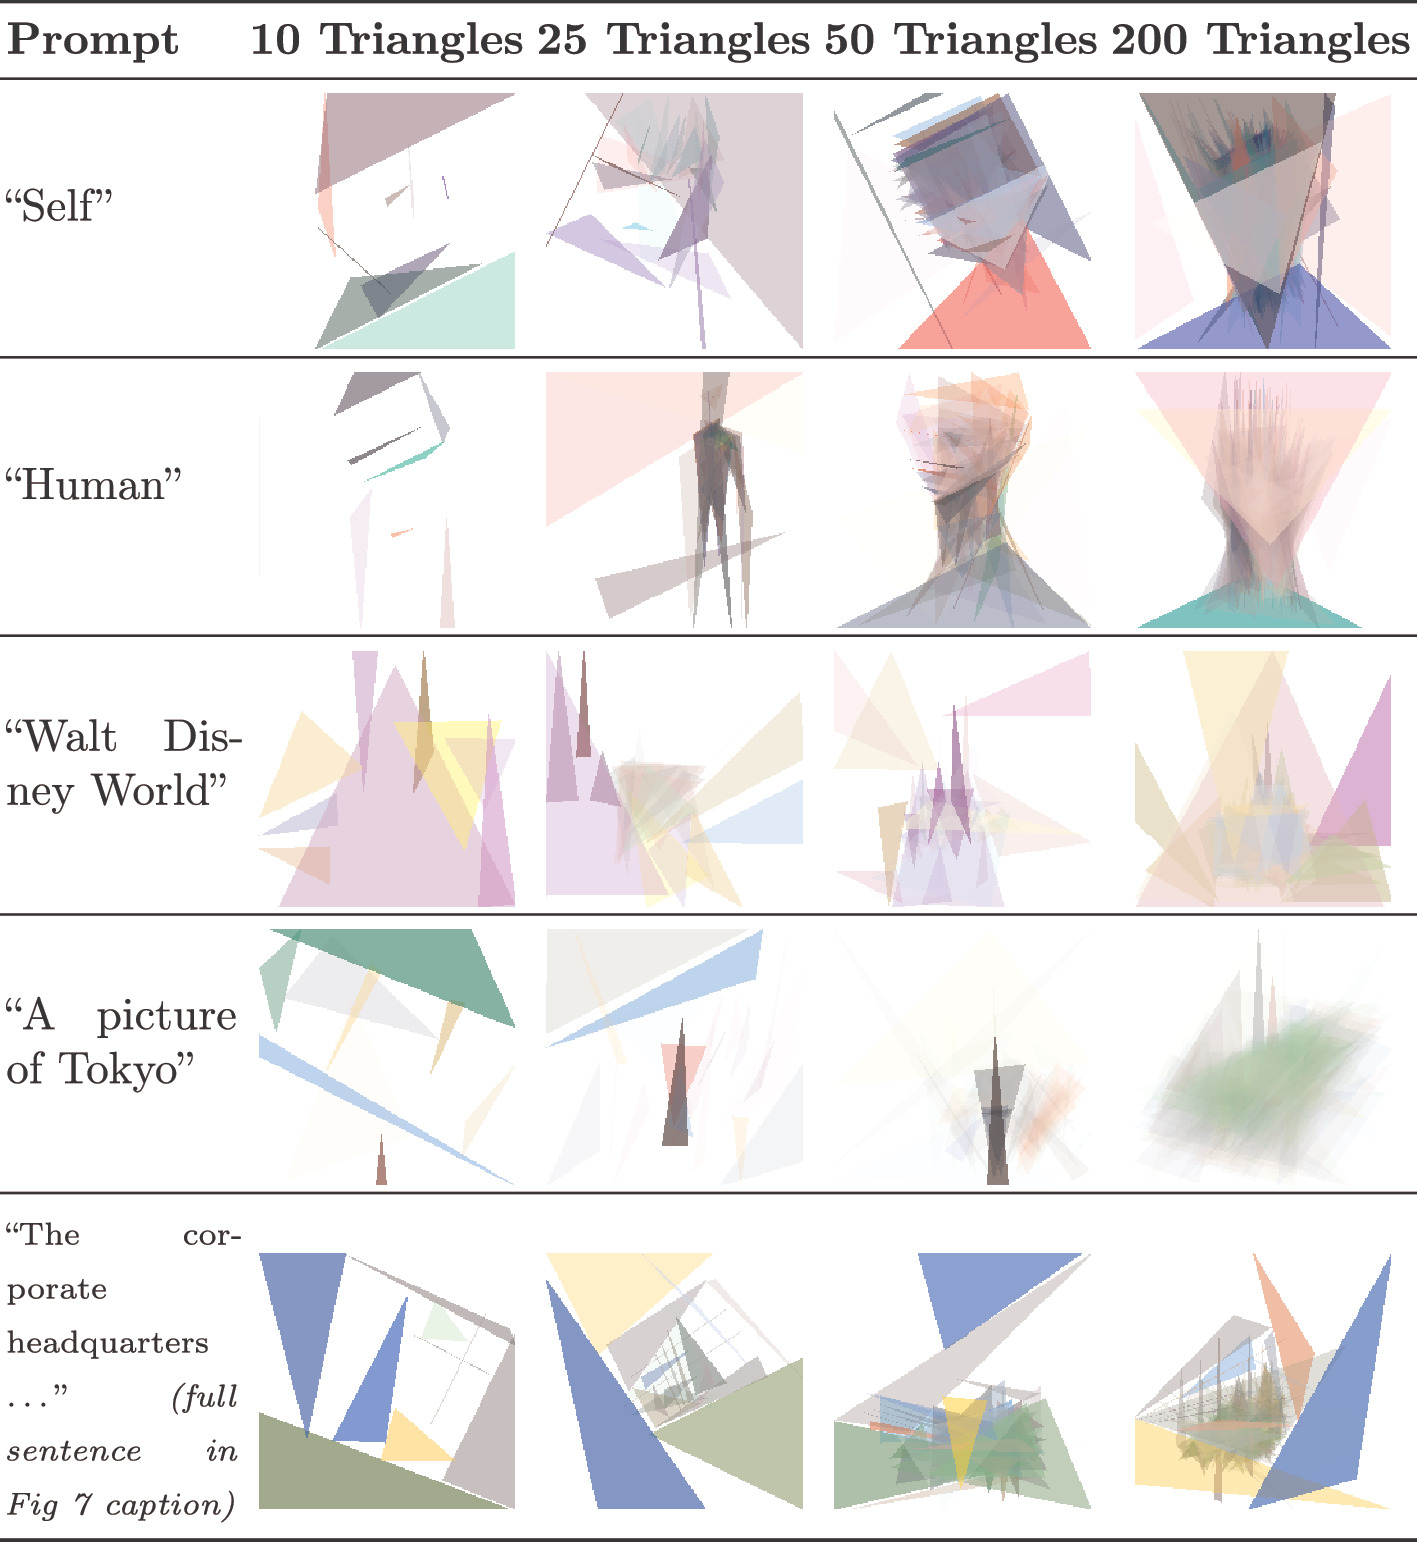 Prompt 10 Triangles 25 Triangles 50 Triangles 200 Triangles
“Self”
“Human”
“Walt Dis-
ney World”
“A picture
of Tokyo”
“The cor-
porate
headquarters
...” (full
sentence in
Fig 7 caption)